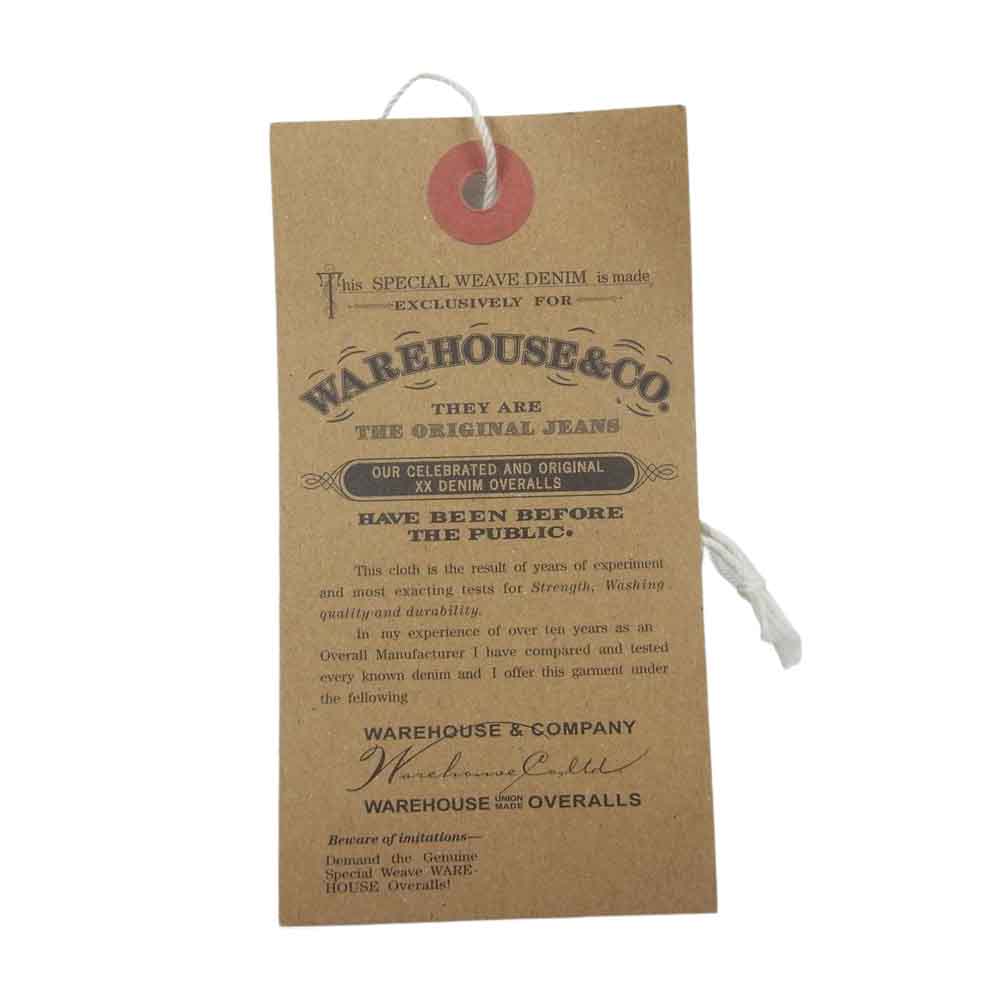 This SPECIAL WEAVE DENIM is made
EXCLUSIVELY FOR
WAREHOUSE&CO.
THEY ARE
THE ORIGINAL JEANS
OUR CELEBRATED AND ORIGINAL
XX DENIM OVERALLS
HAVE BEEN BEFORE
THE PUBLIC.
This cloth is the result of years of experiment
and most exacting tests for Strength, Washing
quality and durability.
In my experience of over ten years as an
Overall Manufacturer I have compared and tested
every known denim and I offer this garment under
the fellowing
WAREHOUSE & COMPANY
Warehouse Co,ltd.
WAREHOUSE UNION MADE OVERALLS
Beware of imitations—
Demand the Genuine
Special Weave WARE-
HOUSE Overalls!